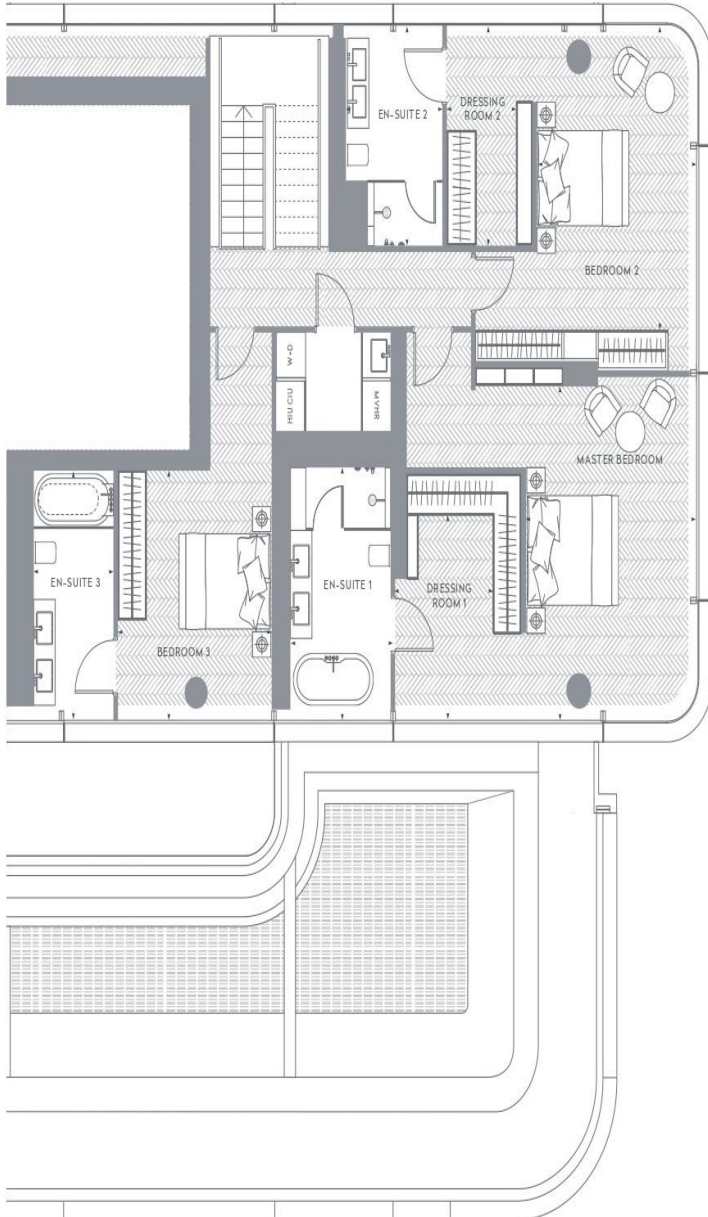 EN-SUITE 2
DRESSING
ROOM 2
BEDROOM 2
W+D
HIU CIU
MVHR
MASTER BEDROOM
EN-SUITE 3
EN-SUITE 1
DRESSING
ROOM 1
BEDROOM 3